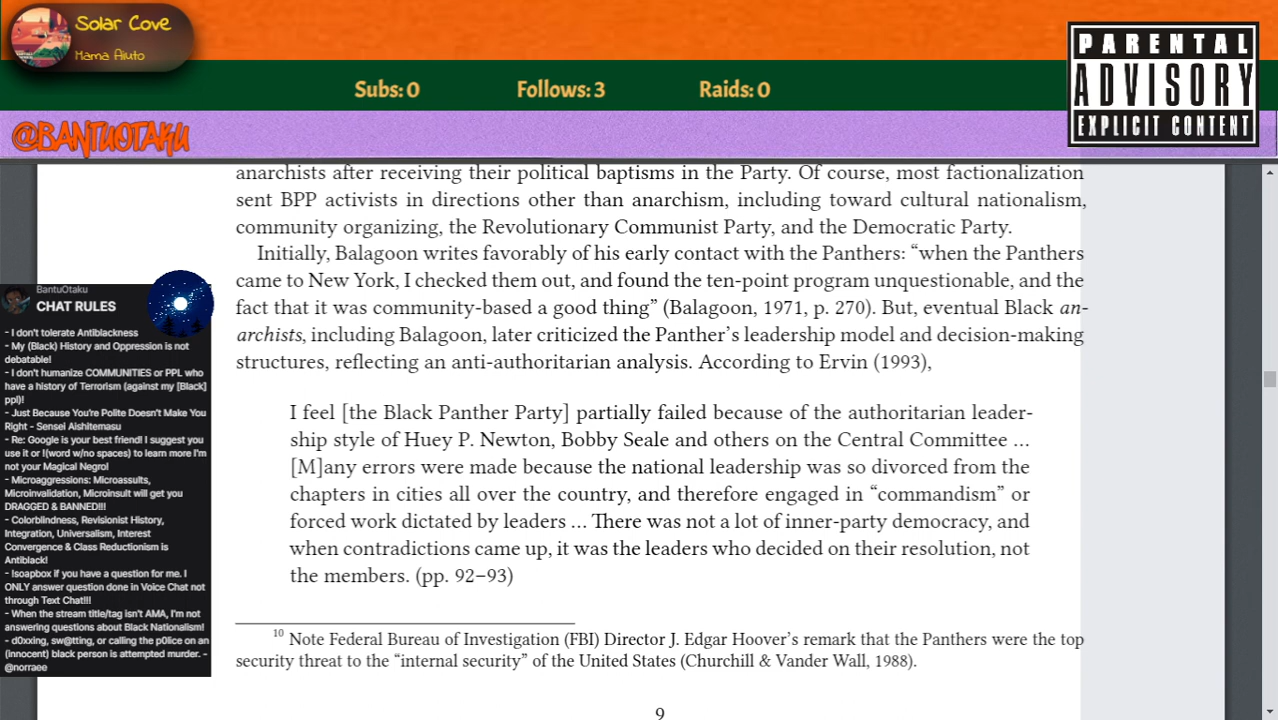 Solar Cove
Mama Aiuto
PARENTAL
ADVISORY
EXPLICIT CONTENT
Subs: 0 Follows: 3 Raids: 0
@BANTUOTAKU
anarchists after receiving their political baptisms in the Party. Of course, most factionalization
sent BPP activists in directions other than anarchism, including toward cultural nationalism,
community organizing, the Revolutionary Communist Party, and the Democratic Party.
Initially, Balagoon writes favorably of his early contact with the Panthers: “when the Panthers
came to New York, I checked them out, and found the ten-point program unquestionable, and the
fact that it was community-based a good thing” (Balagoon, 1971, p. 270). But, eventual Black an-
archists, including Balagoon, later criticized the Panther’s leadership model and decision-making
structures, reflecting an anti-authoritarian analysis. According to Ervin (1993),
I feel [the Black Panther Party] partially failed because of the authoritarian leader-
ship style of Huey P. Newton, Bobby Seale and others on the Central Committee …
[M]any errors were made because the national leadership was so divorced from the
chapters in cities all over the country, and therefore engaged in “commandism” or
forced work dictated by leaders … There was not a lot of inner-party democracy, and
when contradictions came up, it was the leaders who decided on their resolution, not
the members. (pp. 92–93)
10 Note Federal Bureau of Investigation (FBI) Director J. Edgar Hoover’s remark that the Panthers were the top
security threat to the “internal security” of the United States (Churchill & Vander Wall, 1988).
9
BantuOtaku
CHAT RULES
- I don't tolerate Antiblackness
- My (Black) History and Oppression is not
debatable!
- I don't humanize COMMUNITIES or PPL who
have a history of Terrorism (against my [Black]
ppl)!
- Just Because You're Polite Doesn't Make You
Right - Sensei Aishitemasu
- Re: Google is your best friend! I suggest you
use it or !(word w/no spaces) to learn more I'm
not your Magical Negro!
- Microaggressions: Microassults,
Microinvalidation, Microinsult will get you
DRAGGED & BANNED!!!
- Colorblindness, Revisionist History,
Integration, Universalism, Interest
Convergence & Class Reductionism is
Antiblack!
- !soapbox if you have a question for me. I
ONLY answer question done in Voice Chat not
through Text Chat!!!
- When the stream title/tag isn't AMA, I'm not
answering questions about Black Nationalism!
- d0xxing, sw@tting, or calling the p0lice on an
(innocent) black person is attempted murder. -
@norraee